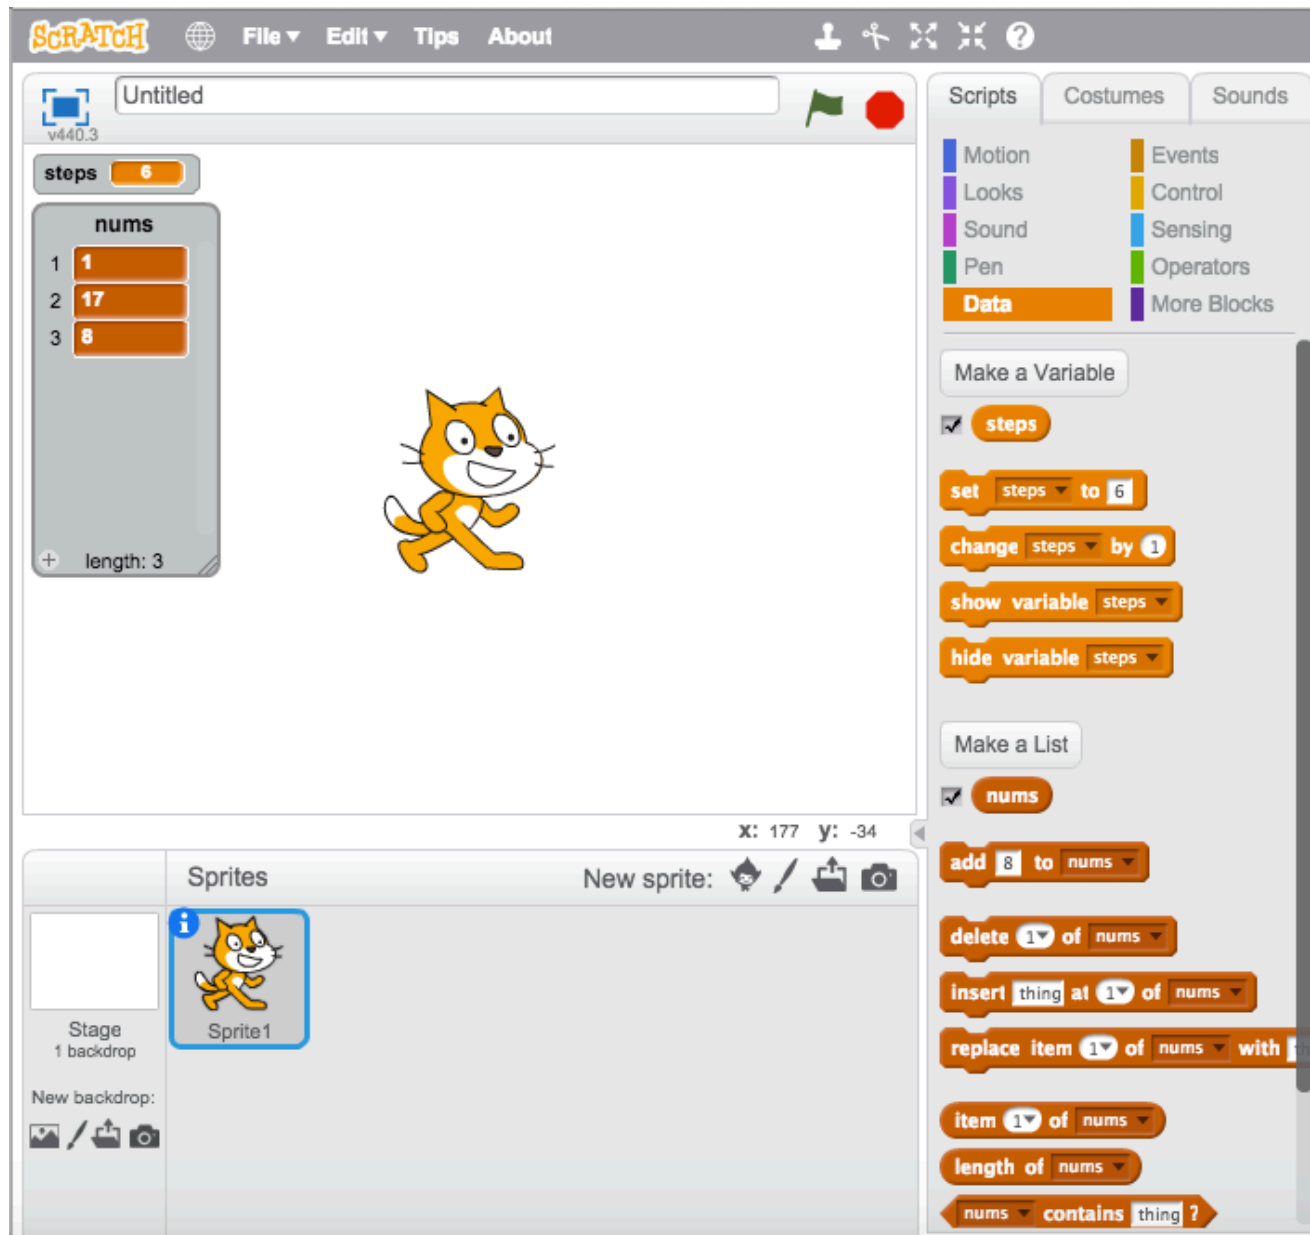 SCRATCH File Edit Tips About
Untitled
v440.3
steps 6
nums
1 1
2 17
3 8
+ length: 3
x: 177 y: -34
Sprites New sprite:
Stage
1 backdrop
New backdrop:
Sprite1
Scripts Costumes Sounds
Motion Events
Looks Control
Sound Sensing
Pen Operators
Data More Blocks
Make a Variable
steps
set steps to 6
change steps by 1
show variable steps
hide variable steps
Make a List
nums
add 8 to nums
delete 1 of nums
insert thing at 1 of nums
replace item 1 of nums with
item 1 of nums
length of nums
nums contains thing ?